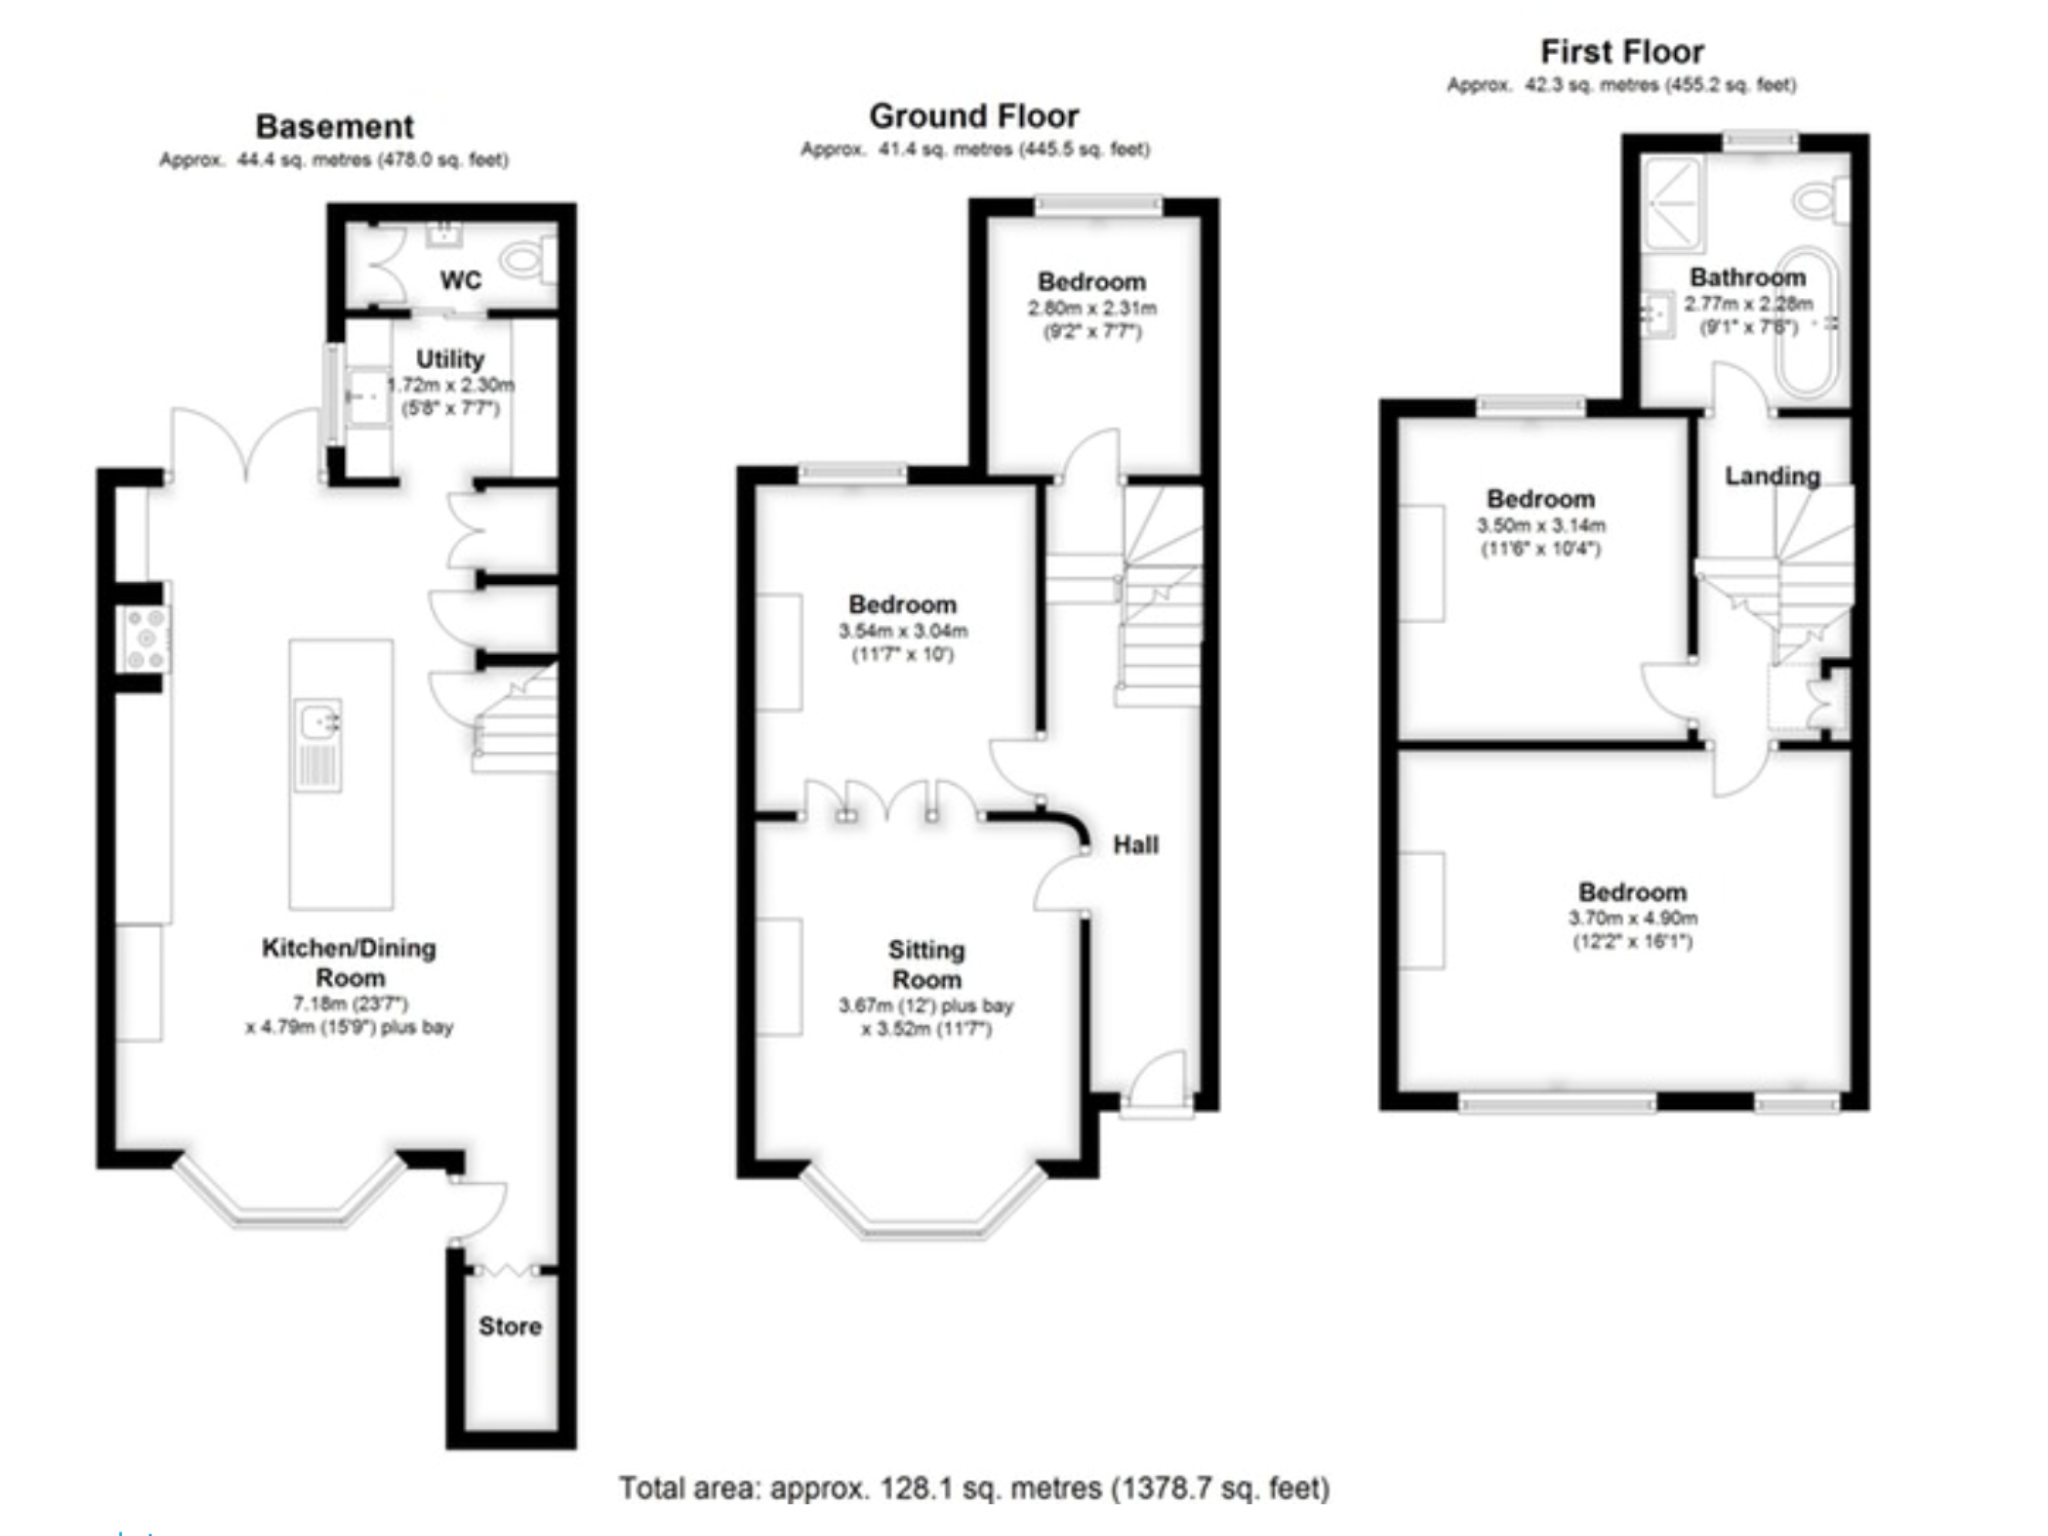 Basement
Approx. 44.4 sq. metres (478.0 sq. feet)
WC
Utility
1.72m x 2.30m
(5'8" x 7'7")
Kitchen/Dining
Room
7.18m (23'7")
x 4.79m (15'9") plus bay
Store
Ground Floor
Approx. 41.4 sq. metres (445.5 sq. feet)
Bedroom
2.80m x 2.31m
(9'2" x 7'7")
Bedroom
3.54m x 3.04m
(11'7" x 10')
Hall
Sitting
Room
3.67m (12') plus bay
x 3.52m (11'7")
First Floor
Approx. 42.3 sq. metres (455.2 sq. feet)
Bathroom
2.77m x 2.28m
(9'1" x 7'6")
Landing
Bedroom
3.50m x 3.14m
(11'6" x 10'4")
Bedroom
3.70m x 4.90m
(12'2" x 16'1")
Total area: approx. 128.1 sq. metres (1378.7 sq. feet)